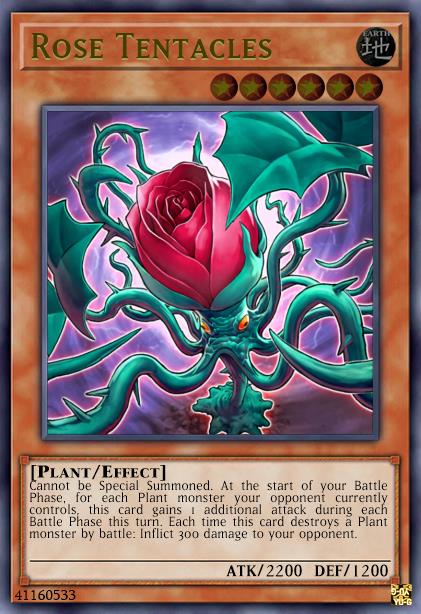 Rose Tentacles
EARTH
地
[Plant/Effect]
Cannot be Special Summoned. At the start of your Battle
Phase, for each Plant monster your opponent currently
controls, this card gains 1 additional attack during each
Battle Phase this turn. Each time this card destroys a Plant
monster by battle: Inflict 300 damage to your opponent.
ATK/2200 DEF/1200
41160533